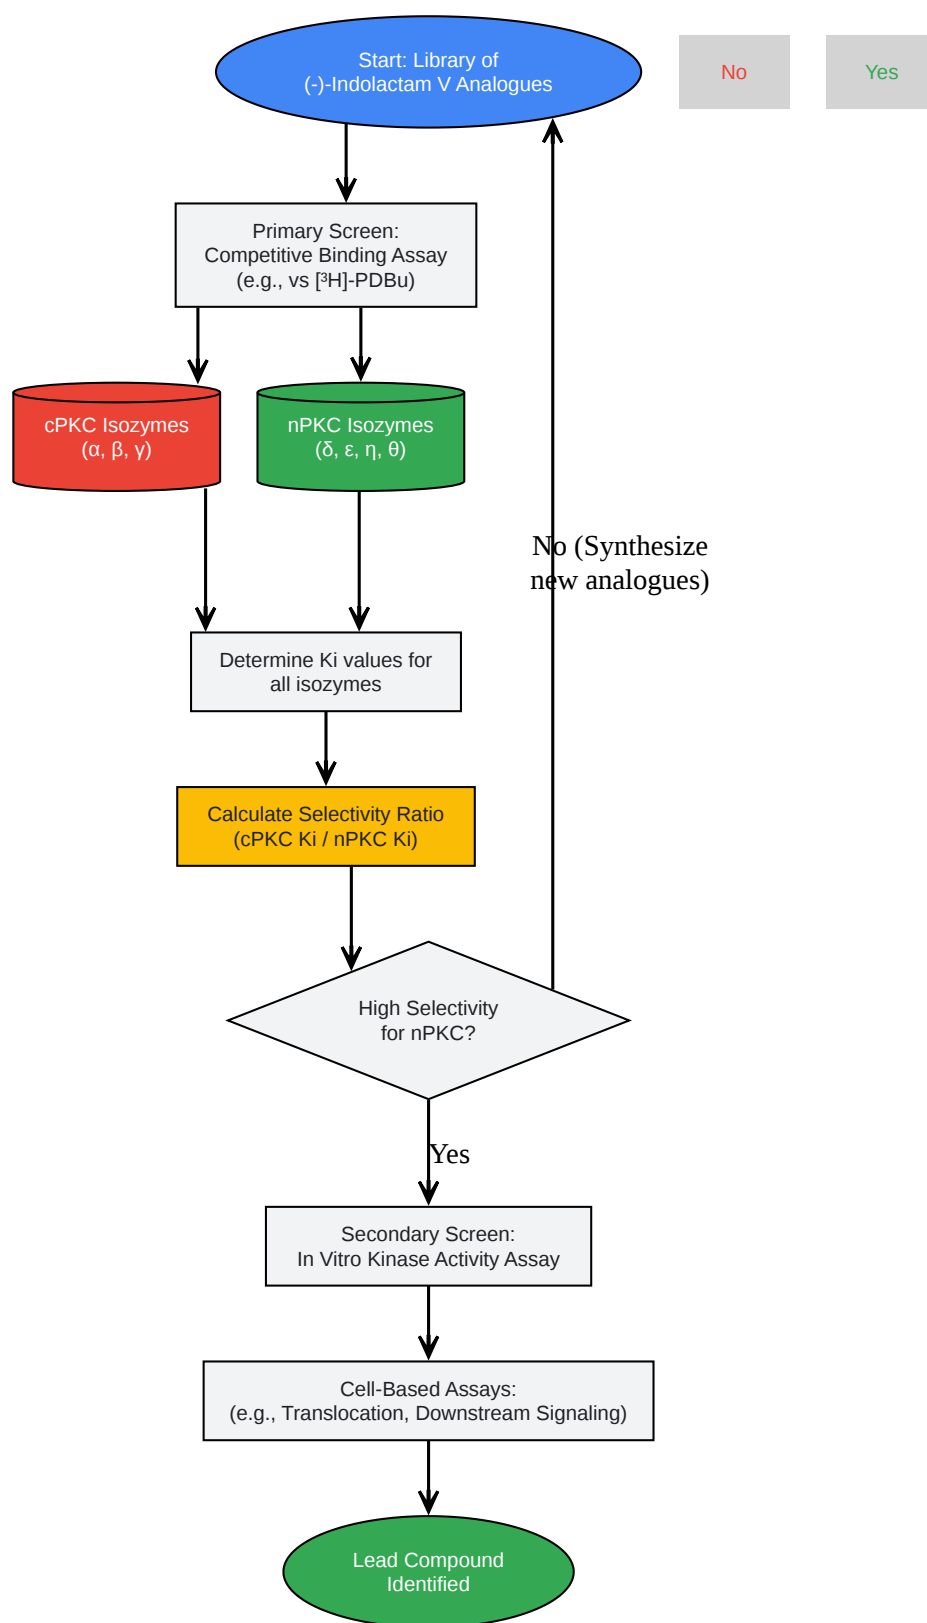 Start: Library of
(-)-Indolactam V Analogues
No
Yes
Primary Screen:
Competitive Binding Assay
(e.g., vs [³H]-PDBu)
cPKC Isozymes
(α, β, γ)
nPKC Isozymes
(δ, ε, η, θ)
No (Synthesize
new analogues)
Determine Ki values for
all isozymes
Calculate Selectivity Ratio
(cPKC Ki / nPKC Ki)
High Selectivity
for nPKC?
Yes
Secondary Screen:
In Vitro Kinase Activity Assay
Cell-Based Assays:
(e.g., Translocation, Downstream Signaling)
Lead Compound
Identified